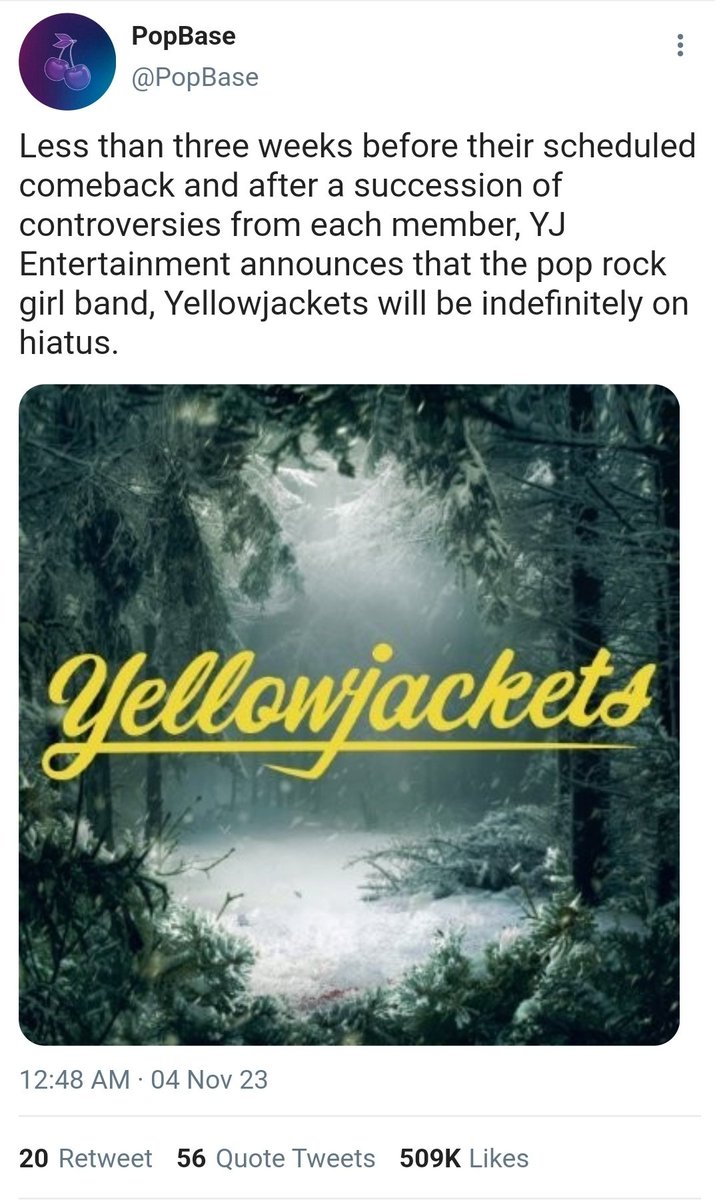 PopBase
@PopBase
Less than three weeks before their scheduled
comeback and after a succession of
controversies from each member, YJ
Entertainment announces that the pop rock
girl band, Yellowjackets will be indefinitely on
hiatus.
Yellowjackets
12:48 AM · 04 Nov 23
20 Retweet 56 Quote Tweets 509K Likes